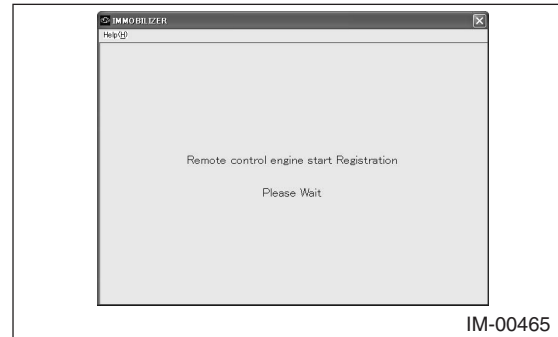 IMMOBILIZER
Help(H)
Remote control engine start Registration
Please Wait
IM-00465